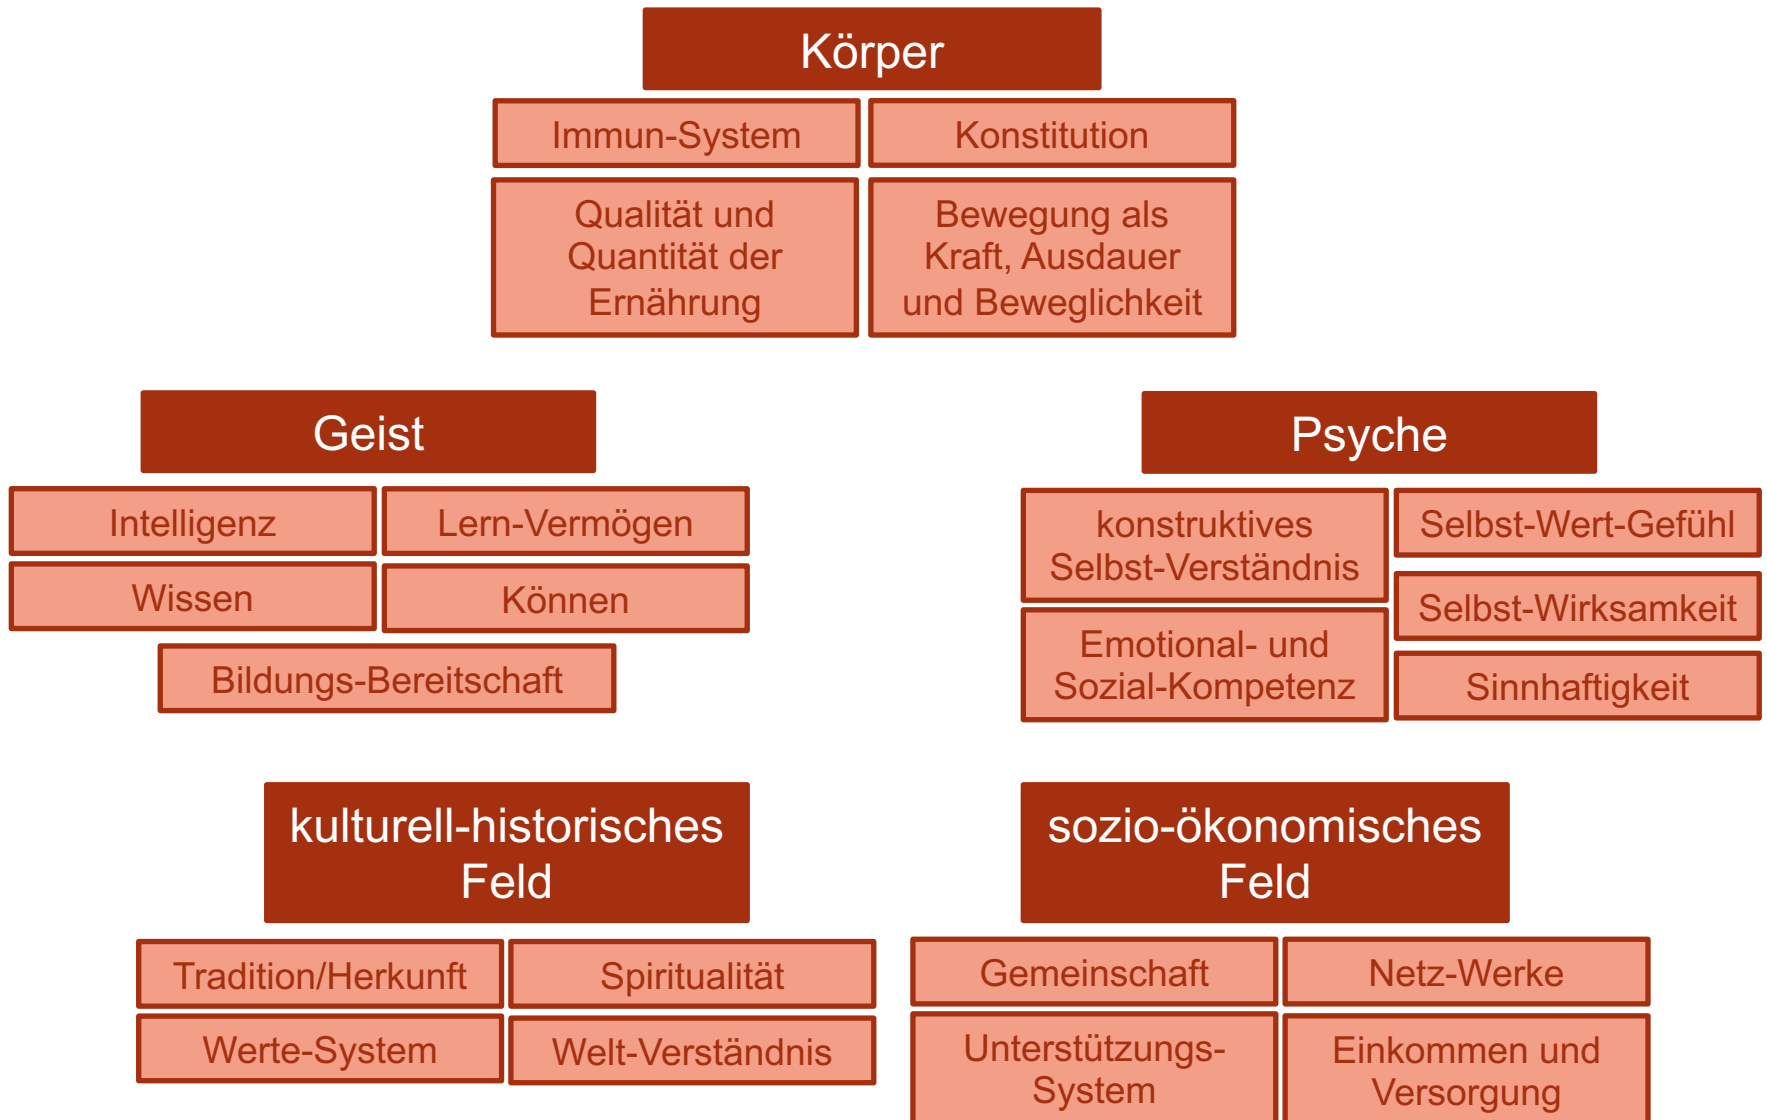 Körper
Immun-System
Konstitution
Qualität und
Quantität der
Ernährung
Bewegung als
Kraft, Ausdauer
und Beweglichkeit
Geist
Intelligenz
Lern-Vermögen
Wissen
Können
Bildungs-Bereitschaft
Psyche
konstruktives
Selbst-Verständnis
Selbst-Wert-Gefühl
Selbst-Wirksamkeit
Emotional- und
Sozial-Kompetenz
Sinnhaftigkeit
kulturell-historisches
Feld
Tradition/Herkunft
Spiritualität
Werte-System
Welt-Verständnis
sozio-ökonomisches
Feld
Gemeinschaft
Netz-Werke
Unterstützungs-
System
Einkommen und
Versorgung